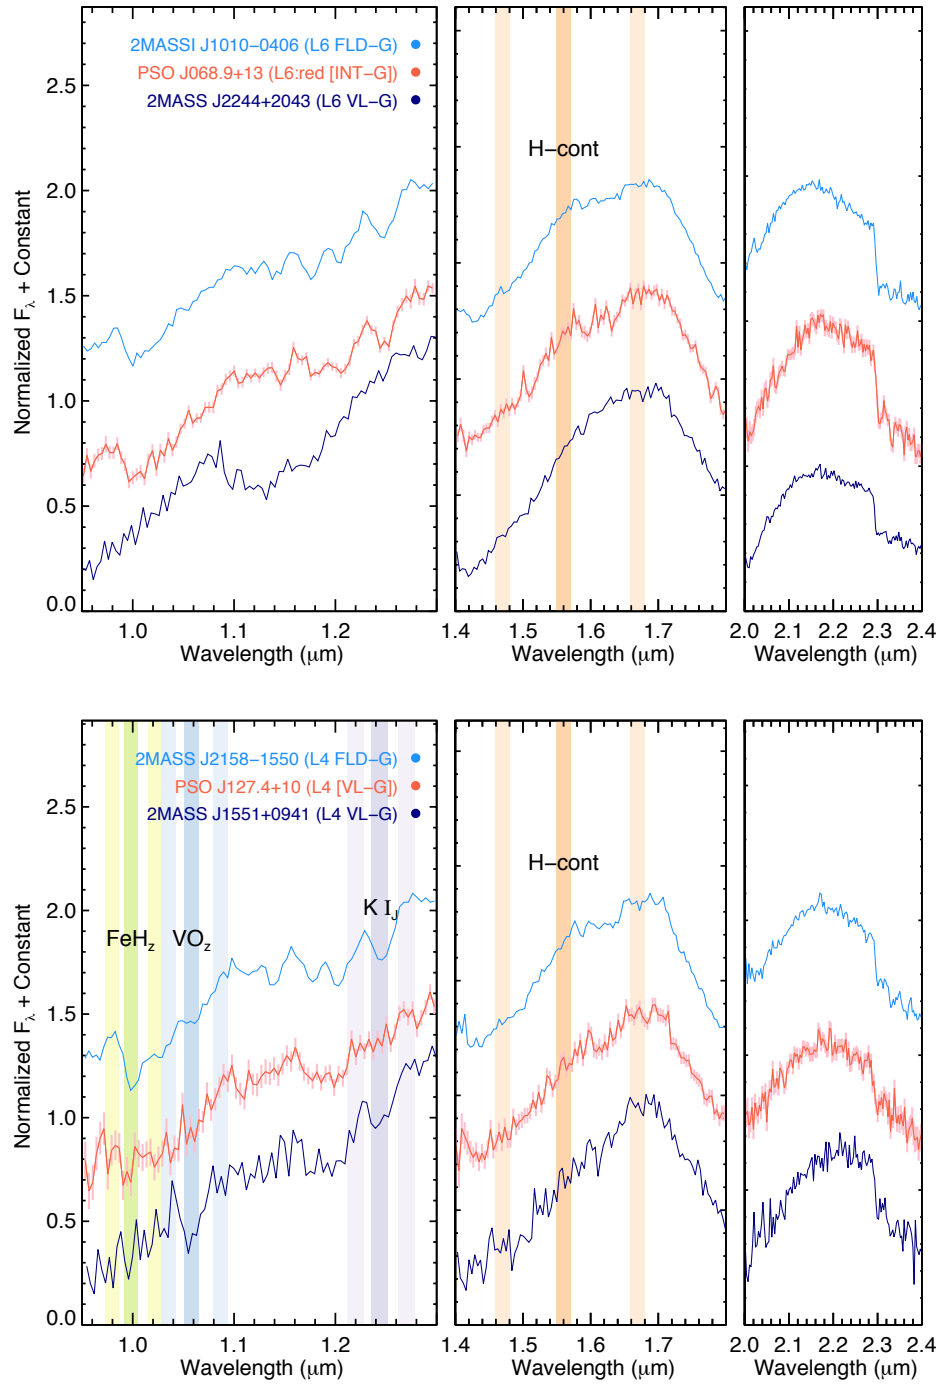 2MASSI J1010−0406 (L6 FLD−G)
PSO J068.9+13 (L6:red [INT−G])
2MASS J2244+2043 (L6 VL−G)
H−cont
Normalized Fλ + Constant
2.5
2.0
1.5
1.0
0.5
0.0
1.0 1.1 1.2
1.4 1.5 1.6 1.7
2.0 2.1 2.2 2.3 2.4
Wavelength (μm) Wavelength (μm) Wavelength (μm)
2MASS J2158−1550 (L4 FLD−G)
PSO J127.4+10 (L4 [VL−G])
2MASS J1551+0941 (L4 VL−G)
H−cont
K IJ
FeHz VOz
Normalized Fλ + Constant
2.5
2.0
1.5
1.0
0.5
0.0
1.0 1.1 1.2
1.4 1.5 1.6 1.7
2.0 2.1 2.2 2.3 2.4
Wavelength (μm) Wavelength (μm) Wavelength (μm)